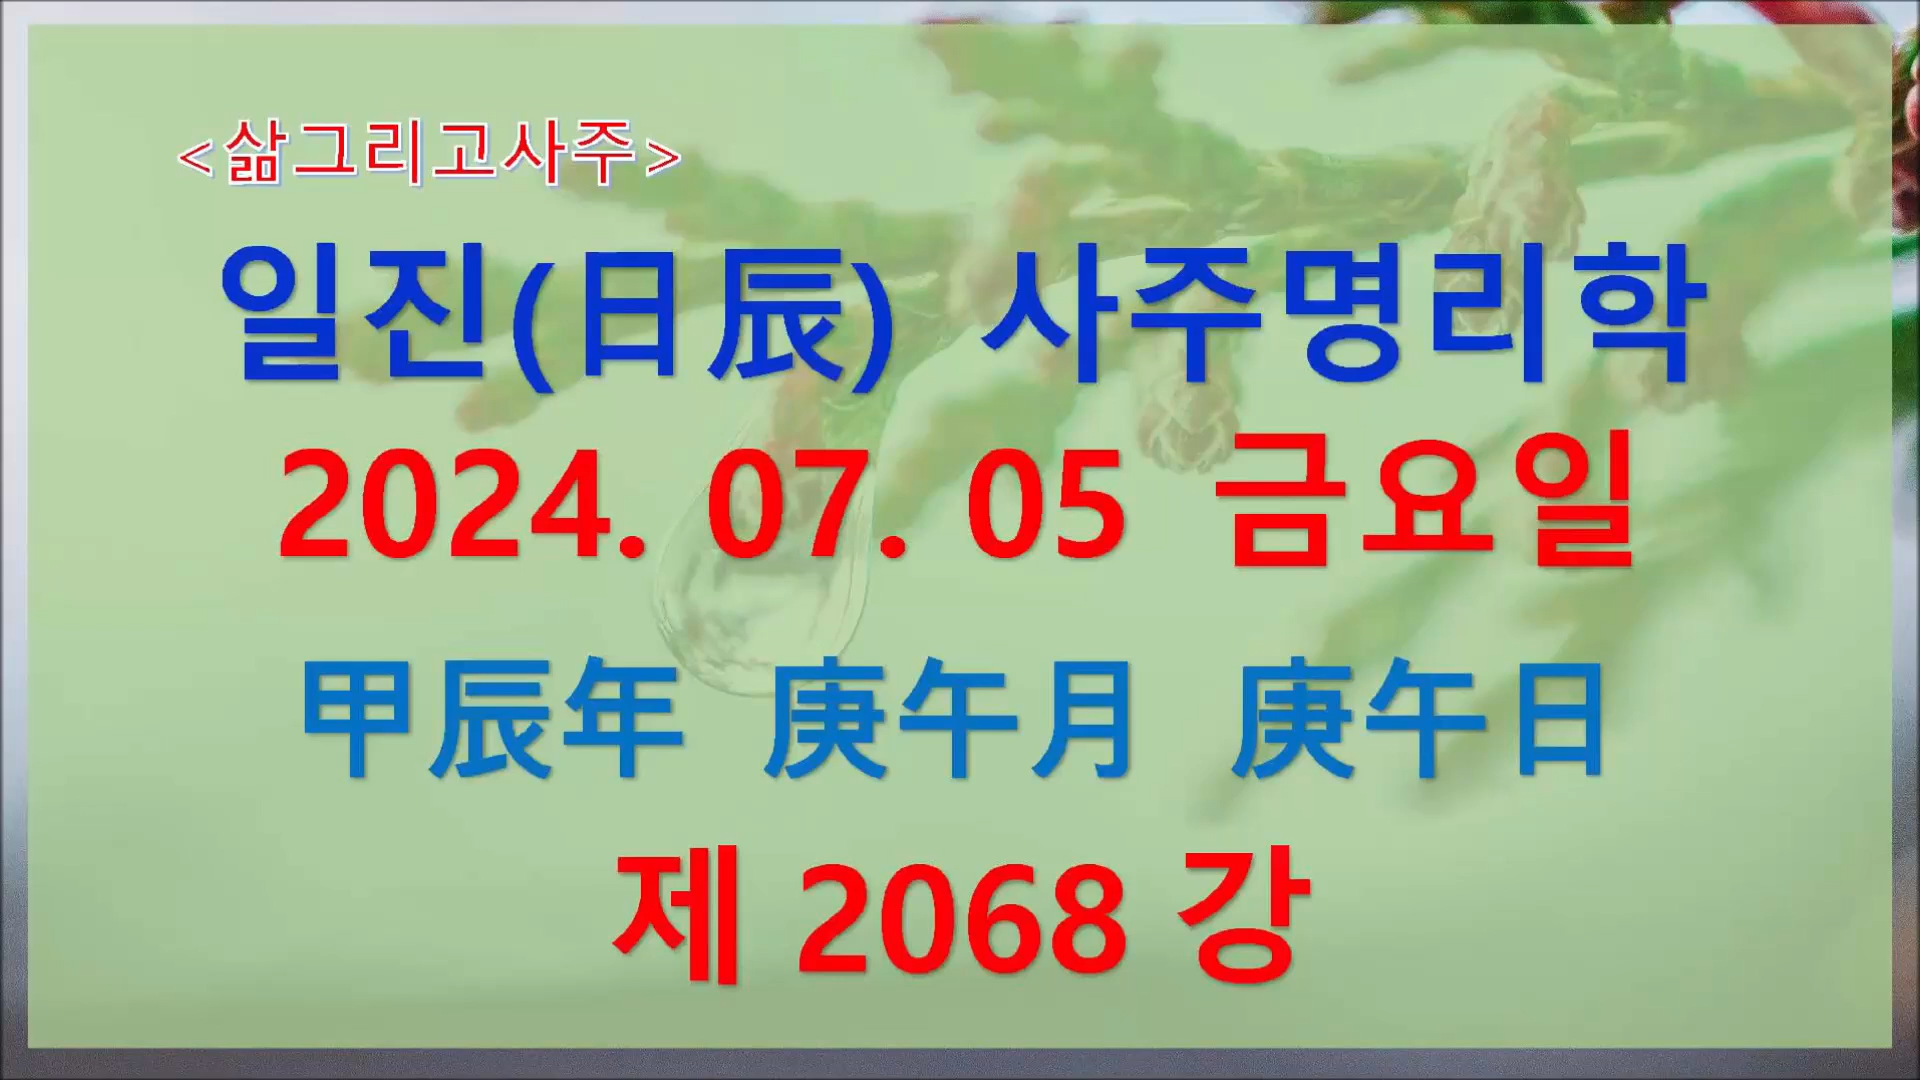 <삶그리고사주>
일진(日辰) 사주명리학
2024. 07. 05 금요일
甲辰年 庚午月 庚午日
제 2068 강